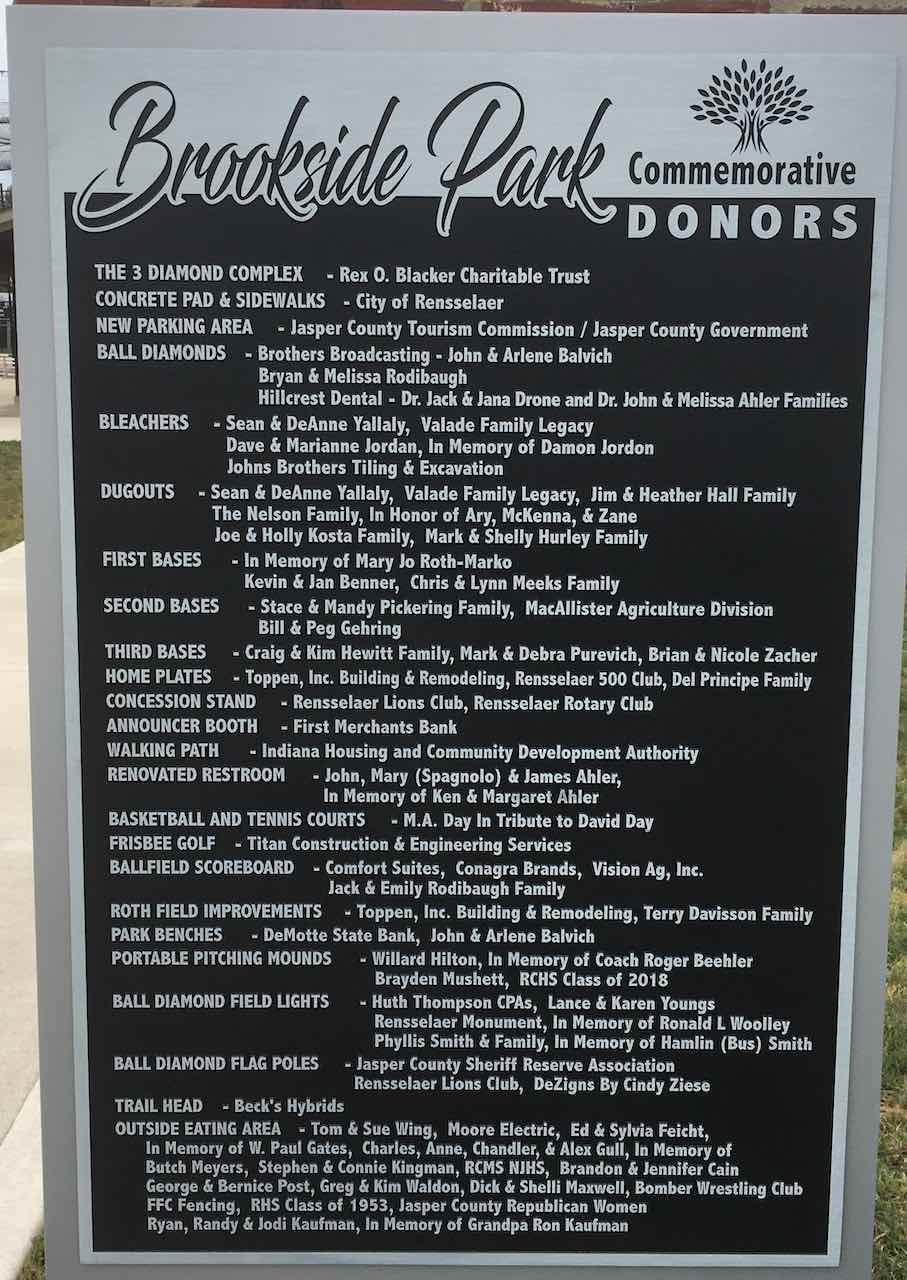 Brookside Park
Commemorative
DONORS
THE 3 DIAMOND COMPLEX - Rex O. Blacker Charitable Trust
CONCRETE PAD & SIDEWALKS - City of Rensselaer
NEW PARKING AREA - Jasper County Tourism Commission / Jasper County Government
BALL DIAMONDS - Brothers Broadcasting - John & Arlene Balvich
Bryan & Melissa Rodibaugh
Hillcrest Dental - Dr. Jack & Jana Drone and Dr. John & Melissa Ahler Families
BLEACHERS - Sean & DeAnne Yallaly, Valade Family Legacy
Dave & Marianne Jordan, In Memory of Damon Jordon
Johns Brothers Tiling & Excavation
DUGOUTS - Sean & DeAnne Yallaly, Valade Family Legacy, Jim & Heather Hall Family
The Nelson Family, In Honor of Ary, McKenna, & Zane
Joe & Holly Kosta Family, Mark & Shelly Hurley Family
FIRST BASES - In Memory of Mary Jo Roth-Marko
Kevin & Jan Benner, Chris & Lynn Meeks Family
SECOND BASES - Stace & Mandy Pickering Family, MacAllister Agriculture Division
Bill & Peg Gehring
THIRD BASES - Craig & Kim Hewitt Family, Mark & Debra Purevich, Brian & Nicole Zacher
HOME PLATES - Toppen, Inc. Building & Remodeling, Rensselaer 500 Club, Del Principe Family
CONCESSION STAND - Rensselaer Lions Club, Rensselaer Rotary Club
ANNOUNCER BOOTH - First Merchants Bank
WALKING PATH - Indiana Housing and Community Development Authority
RENOVATED RESTROOM - John, Mary (Spagnolo) & James Ahler,
In Memory of Ken & Margaret Ahler
BASKETBALL AND TENNIS COURTS - M.A. Day In Tribute to David Day
FRISBEE GOLF - Titan Construction & Engineering Services
BALLFIELD SCOREBOARD - Comfort Suites, Conagra Brands, Vision Ag, Inc.
Jack & Emily Rodibaugh Family
ROTH FIELD IMPROVEMENTS - Toppen, Inc. Building & Remodeling, Terry Davisson Family
PARK BENCHES - DeMotte State Bank, John & Arlene Balvich
PORTABLE PITCHING MOUNDS - Willard Hilton, In Memory of Coach Roger Beehler
Brayden Mushett, RCHS Class of 2018
BALL DIAMOND FIELD LIGHTS - Huth Thompson CPAs, Lance & Karen Youngs
Rensselaer Monument, In Memory of Ronald L Woolley
Phyllis Smith & Family, In Memory of Hamlin (Bus) Smith
BALL DIAMOND FLAG POLES - Jasper County Sheriff Reserve Association
Rensselaer Lions Club, DeZigns By Cindy Ziese
TRAIL HEAD - Beck's Hybrids
OUTSIDE EATING AREA - Tom & Sue Wing, Moore Electric, Ed & Sylvia Feicht,
In Memory of W. Paul Gates, Charles, Anne, Chandler, & Alex Gull, In Memory of
Butch Meyers, Stephen & Connie Kingman, RCMS NJHS, Brandon & Jennifer Cain
George & Bernice Post, Greg & Kim Waldon, Dick & Shelli Maxwell, Bomber Wrestling Club
FFC Fencing, RHS Class of 1953, Jasper County Republican Women
Ryan, Randy & Jodi Kaufman, In Memory of Grandpa Ron Kaufman